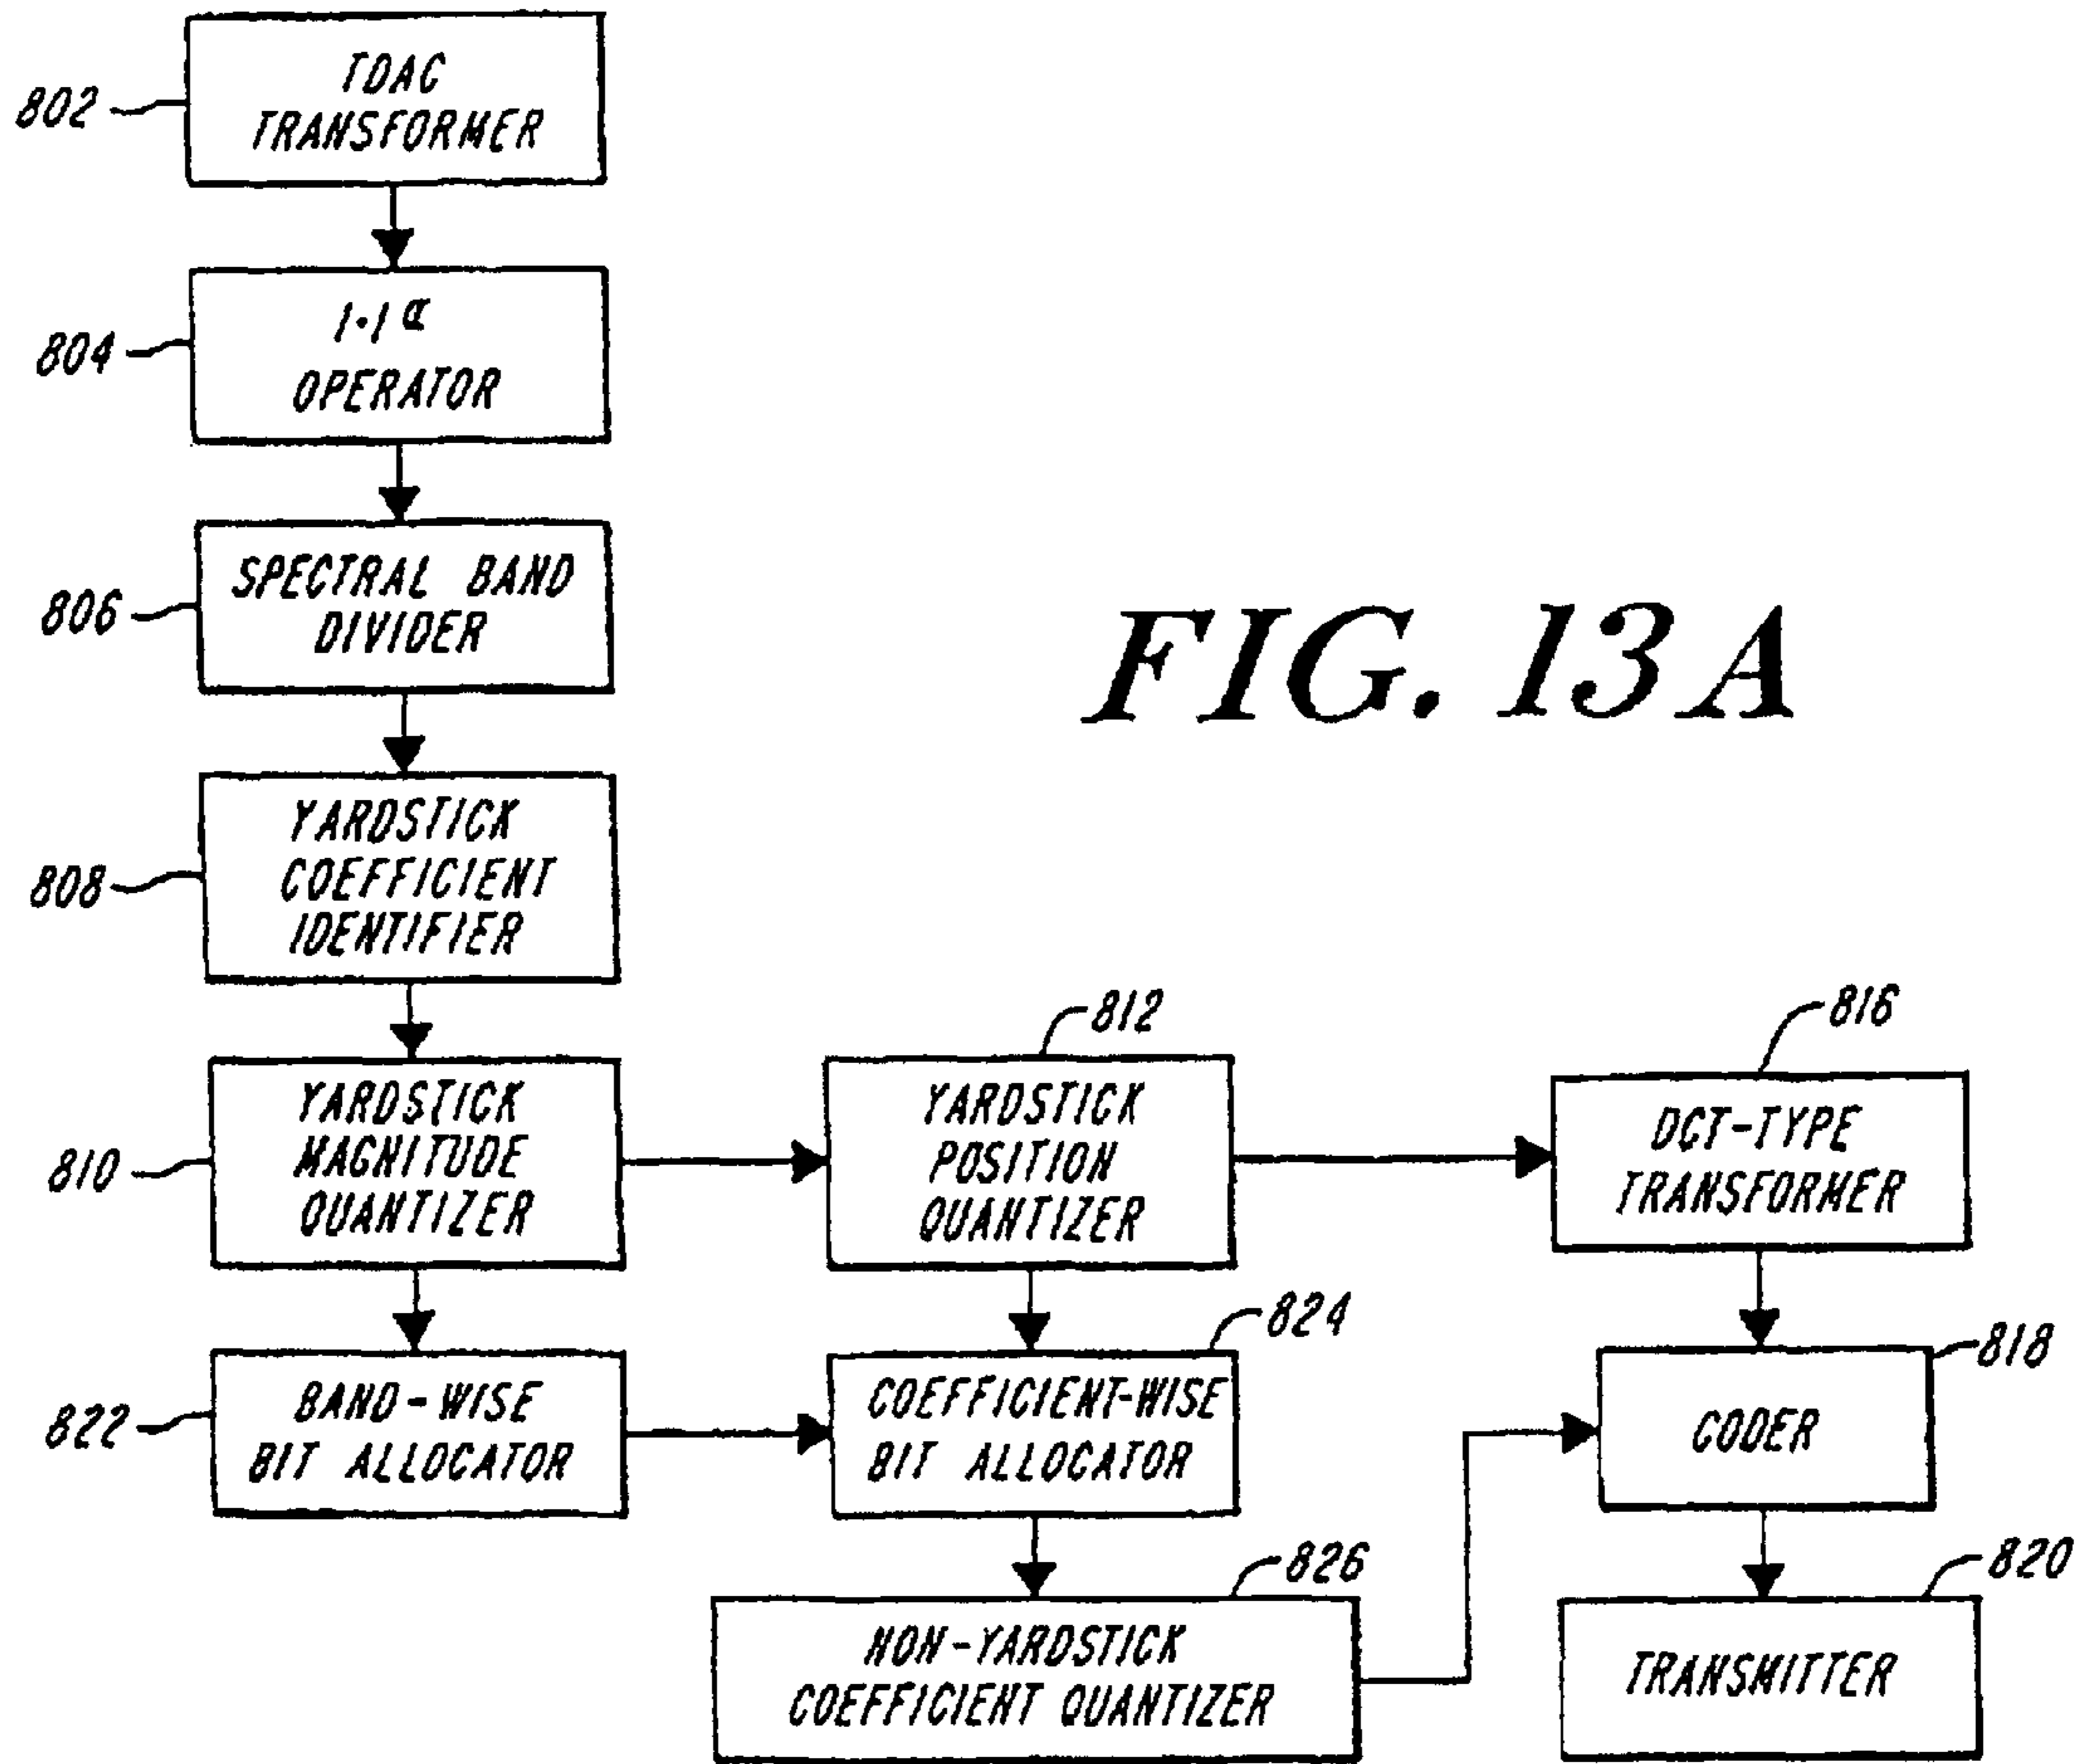 802
TDAC
TRANSFORMER
804
|·|α
OPERATOR
806
SPECTRAL BAND
DIVIDER
FIG. 13A
808
YARDSTICK
COEFFICIENT
IDENTIFIER
810
YARDSTICK
MAGNITUDE
QUANTIZER
812
YARDSTICK
POSITION
QUANTIZER
816
DCT-TYPE
TRANSFORMER
822
BAND-WISE
BIT ALLOCATOR
824
COEFFICIENT-WISE
BIT ALLOCATOR
818
CODER
826
NON-YARDSTICK
COEFFICIENT QUANTIZER
820
TRANSMITTER